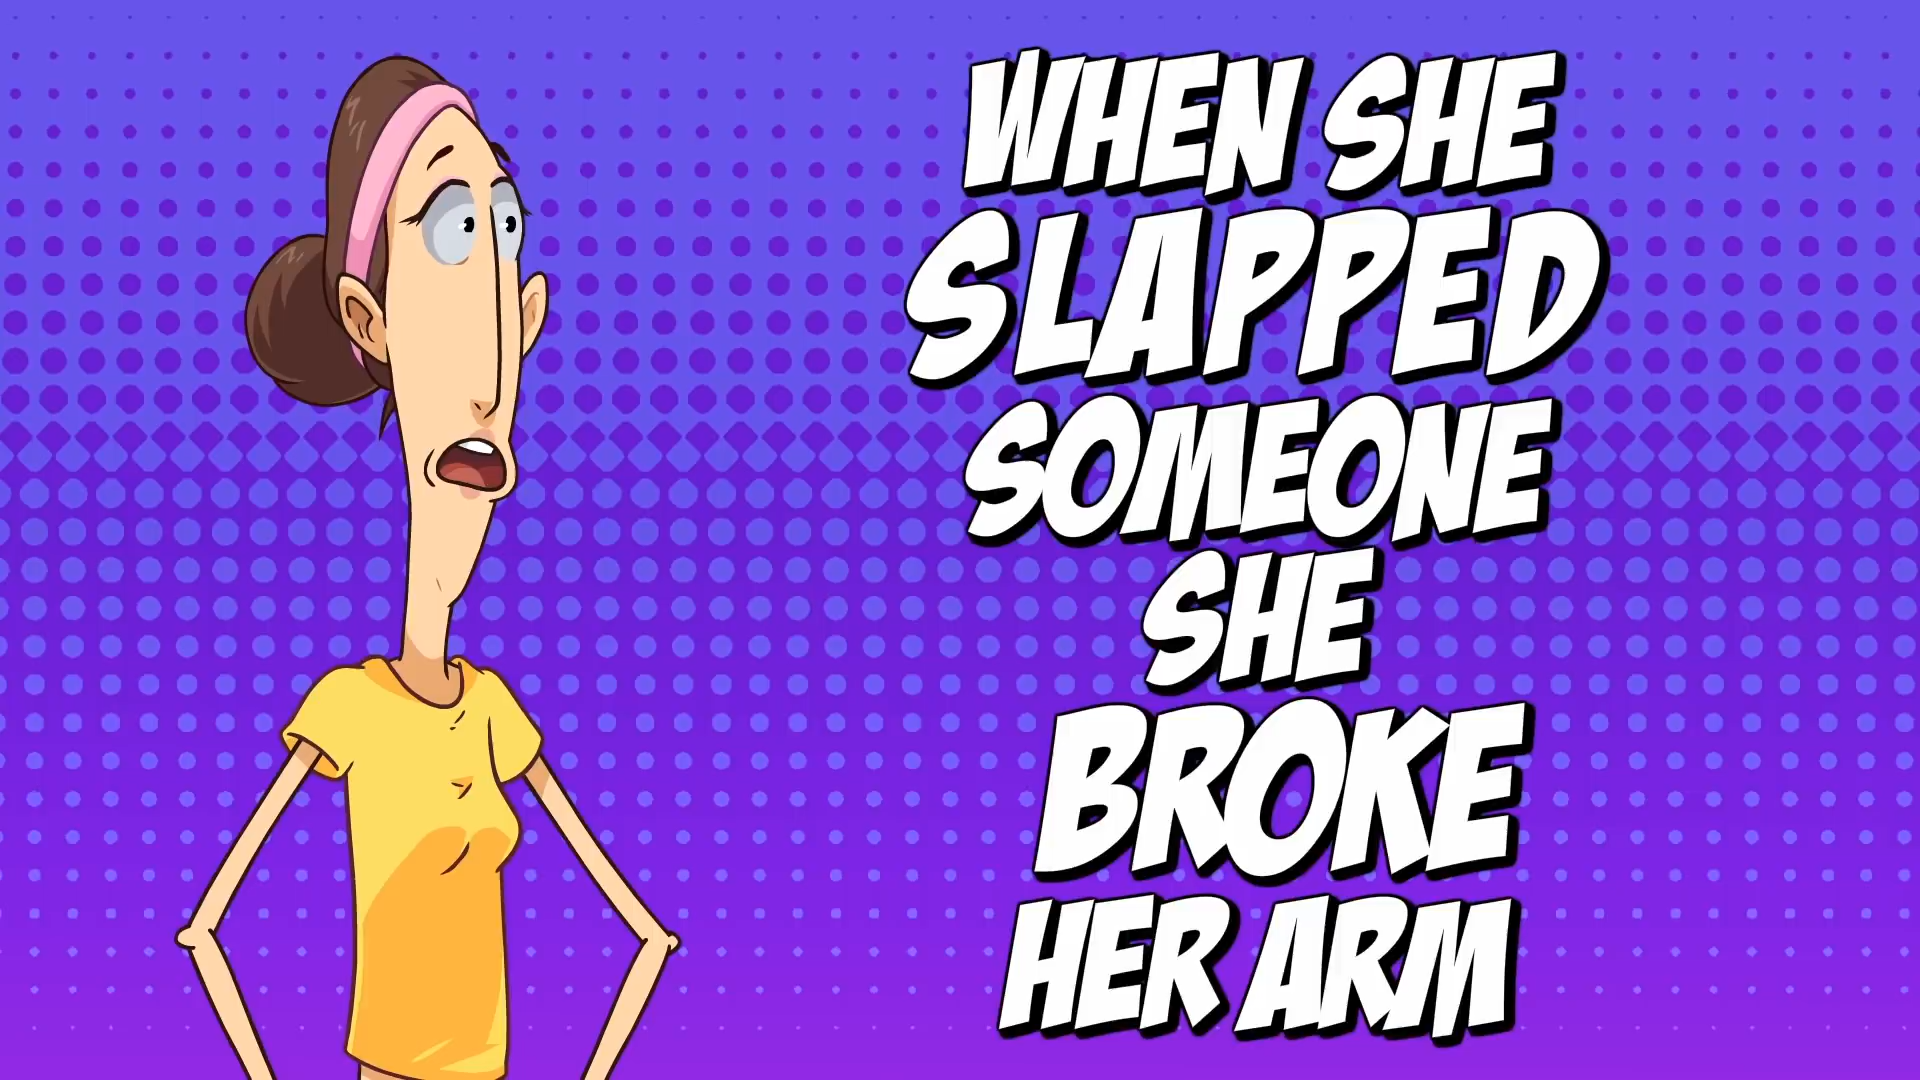 WHEN SHE
SLAPPED
SOMEONE
SHE
BROKE
HER ARM